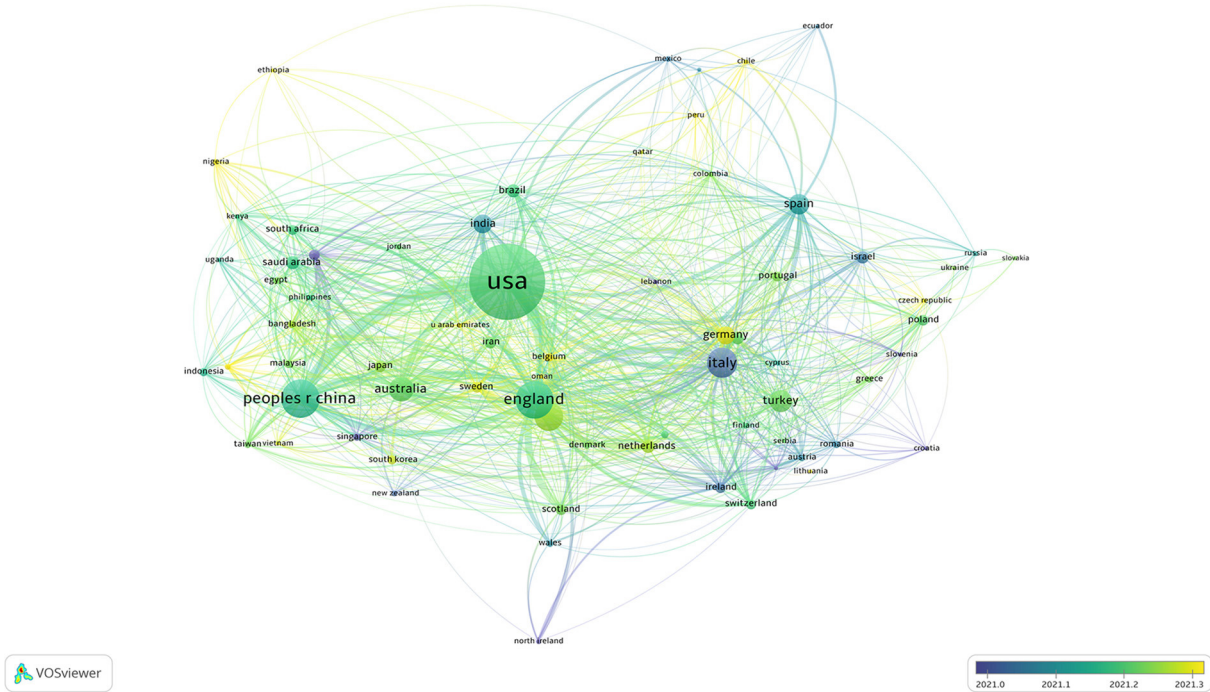 ecuador
mexico
chile
ethiopia
peru
qatar
nigeria
colombia
brazil
spain
kenya
india
south africa
jordan
israel
russia
slovakia
uganda
saudi arabia
ukraine
egypt
usa
lebanon
portugal
philippines
czech republic
bangladesh
u arab emirates
poland
germany
iran
belgium
slovenia
malaysia
japan
italy
cyprus
indonesia
oman
greece
sweden
australia
peoples r china
england
turkey
finland
singapore
taiwan
vietnam
denmark
netherlands
serbia
romania
croatia
south korea
austria
lithuania
new zealand
ireland
switzerland
scotland
wales
north ireland
VOSviewer
2021.0 2021.1 2021.2 2021.3